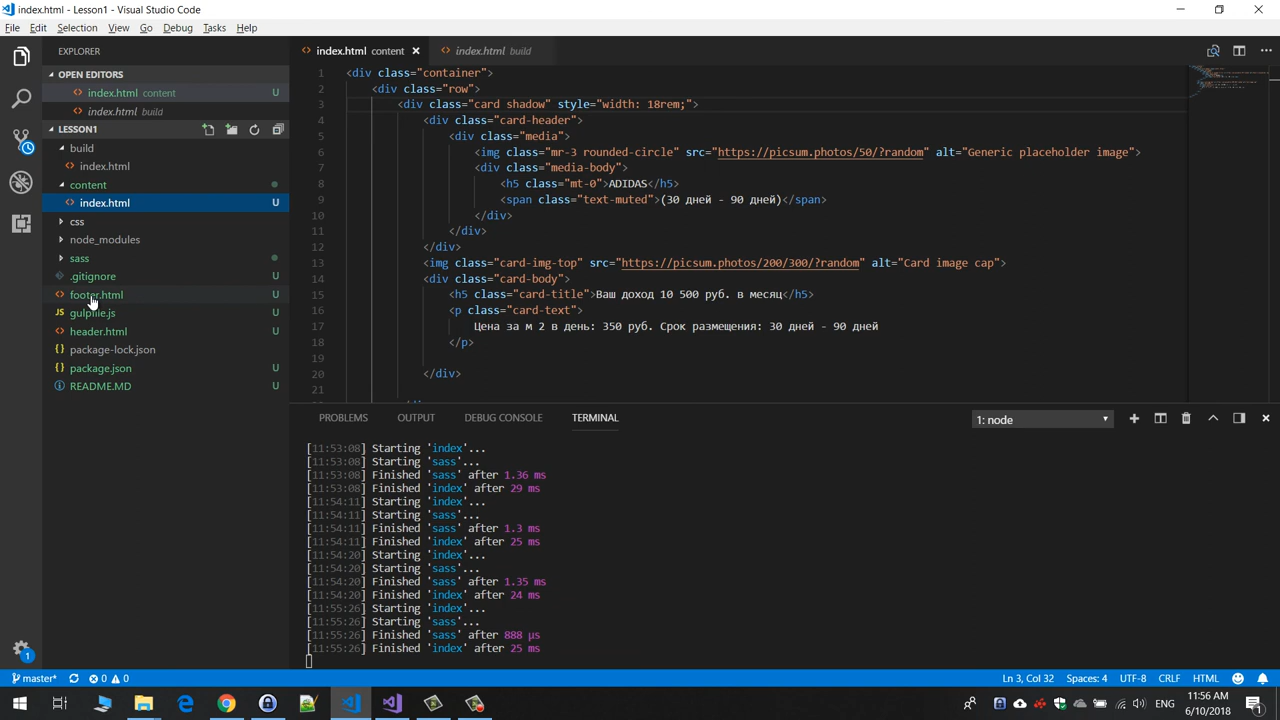 index.html - Lesson1 - Visual Studio Code
File Edit Selection View Go Debug Tasks Help
EXPLORER
OPEN EDITORS
index.html content U
index.html build
LESSON1
build
index.html
content
index.html U
css
node_modules
sass
.gitignore U
footer.html U
gulpfile.js U
header.html U
package-lock.json
package.json U
README.MD U
index.html content
index.html build
1 <div class="container">
2 <div class="row">
3 <div class="card shadow" style="width: 18rem;">
4 <div class="card-header">
5 <div class="media">
6 <img class="mr-3 rounded-circle" src="https://picsum.photos/50/?random" alt="Generic placeholder image">
7 <div class="media-body">
8 <h5 class="mt-0">ADIDAS</h5>
9 <span class="text-muted">(30 дней - 90 дней)</span>
10 </div>
11 </div>
12 </div>
13 <img class="card-img-top" src="https://picsum.photos/200/300/?random" alt="Card image cap">
14 <div class="card-body">
15 <h5 class="card-title">Ваш доход 10 500 руб. в месяц</h5>
16 <p class="card-text">
17 Цена за м 2 в день: 350 руб. Срок размещения: 30 дней - 90 дней
18 </p>
19
20 </div>
21
PROBLEMS OUTPUT DEBUG CONSOLE TERMINAL
1: node
[11:53:08] Starting 'index'...
[11:53:08] Starting 'sass'...
[11:53:08] Finished 'sass' after 1.36 ms
[11:53:08] Finished 'index' after 29 ms
[11:54:11] Starting 'index'...
[11:54:11] Starting 'sass'...
[11:54:11] Finished 'sass' after 1.3 ms
[11:54:11] Finished 'index' after 25 ms
[11:54:20] Starting 'index'...
[11:54:20] Starting 'sass'...
[11:54:20] Finished 'sass' after 1.35 ms
[11:54:20] Finished 'index' after 24 ms
[11:55:26] Starting 'index'...
[11:55:26] Starting 'sass'...
[11:55:26] Finished 'sass' after 888 µs
[11:55:26] Finished 'index' after 25 ms
master* 0 0
Ln 3, Col 32 Spaces: 4 UTF-8 CRLF HTML
1
ENG
11:56 AM
6/10/2018
1